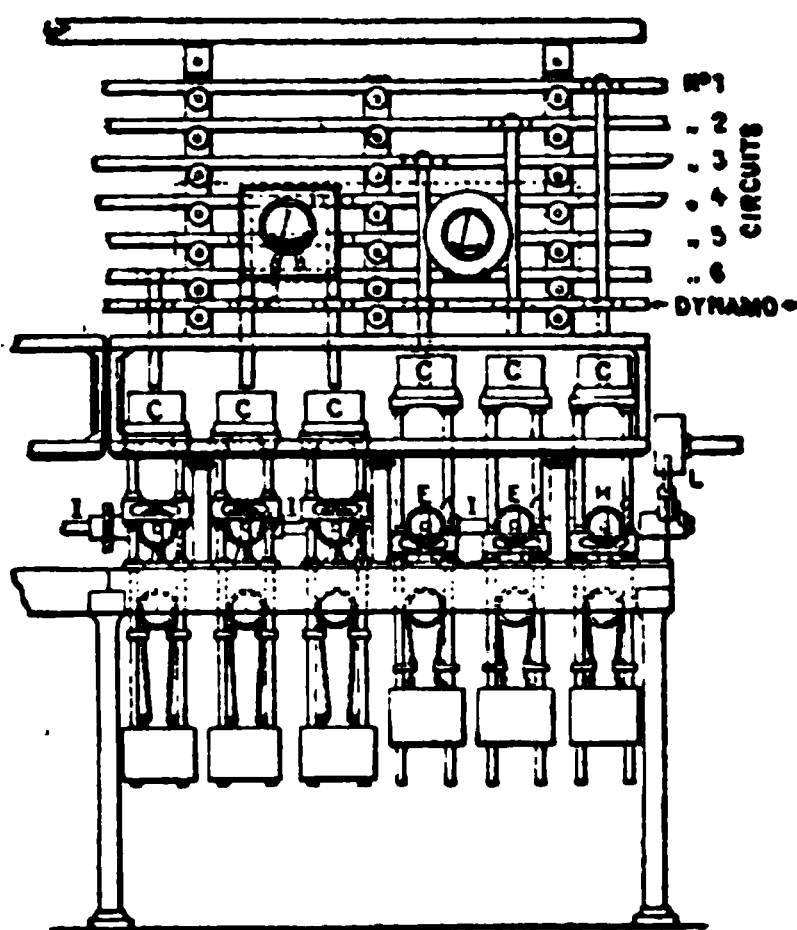 Nº 1
„ 2
„ 3
„ 4
„ 5
„ 6
CIRCUITS
DYNAMO
C C C
C C C
E E H
I I I
L